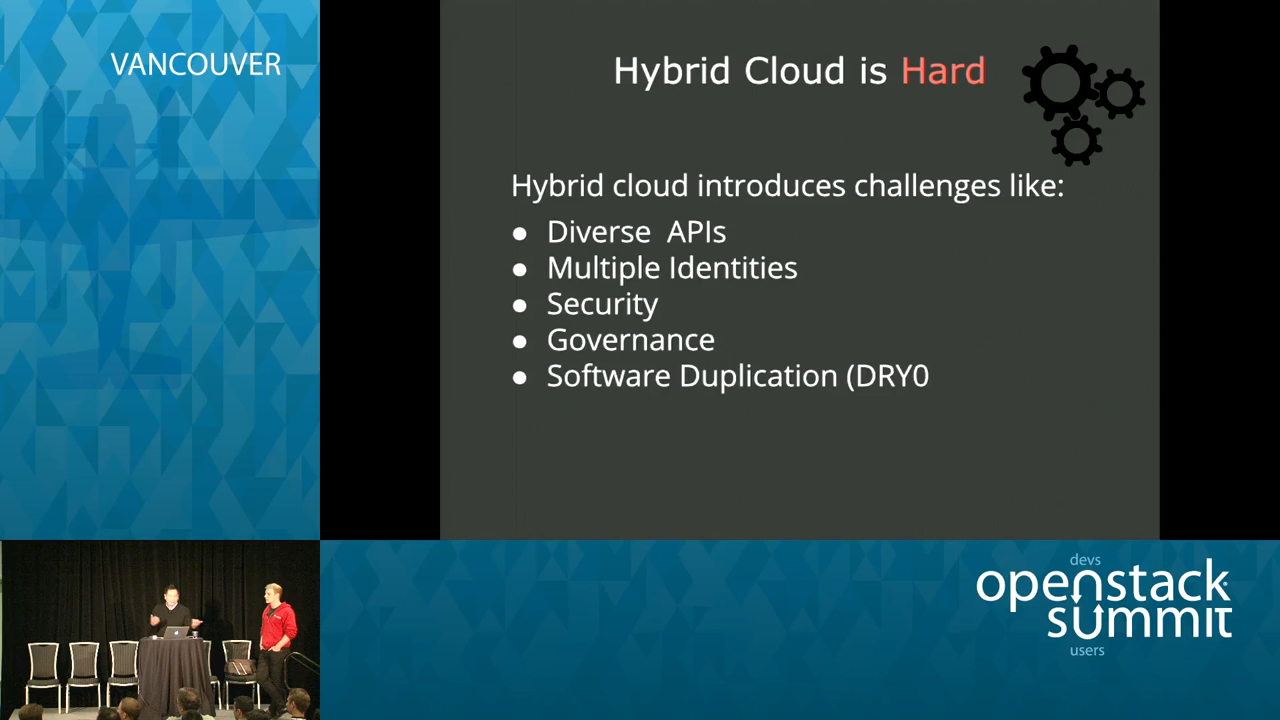 VANCOUVER
Hybrid Cloud is Hard
Hybrid cloud introduces challenges like:
● Diverse APIs
● Multiple Identities
● Security
● Governance
● Software Duplication (DRY0
devs
openstack
summit
users